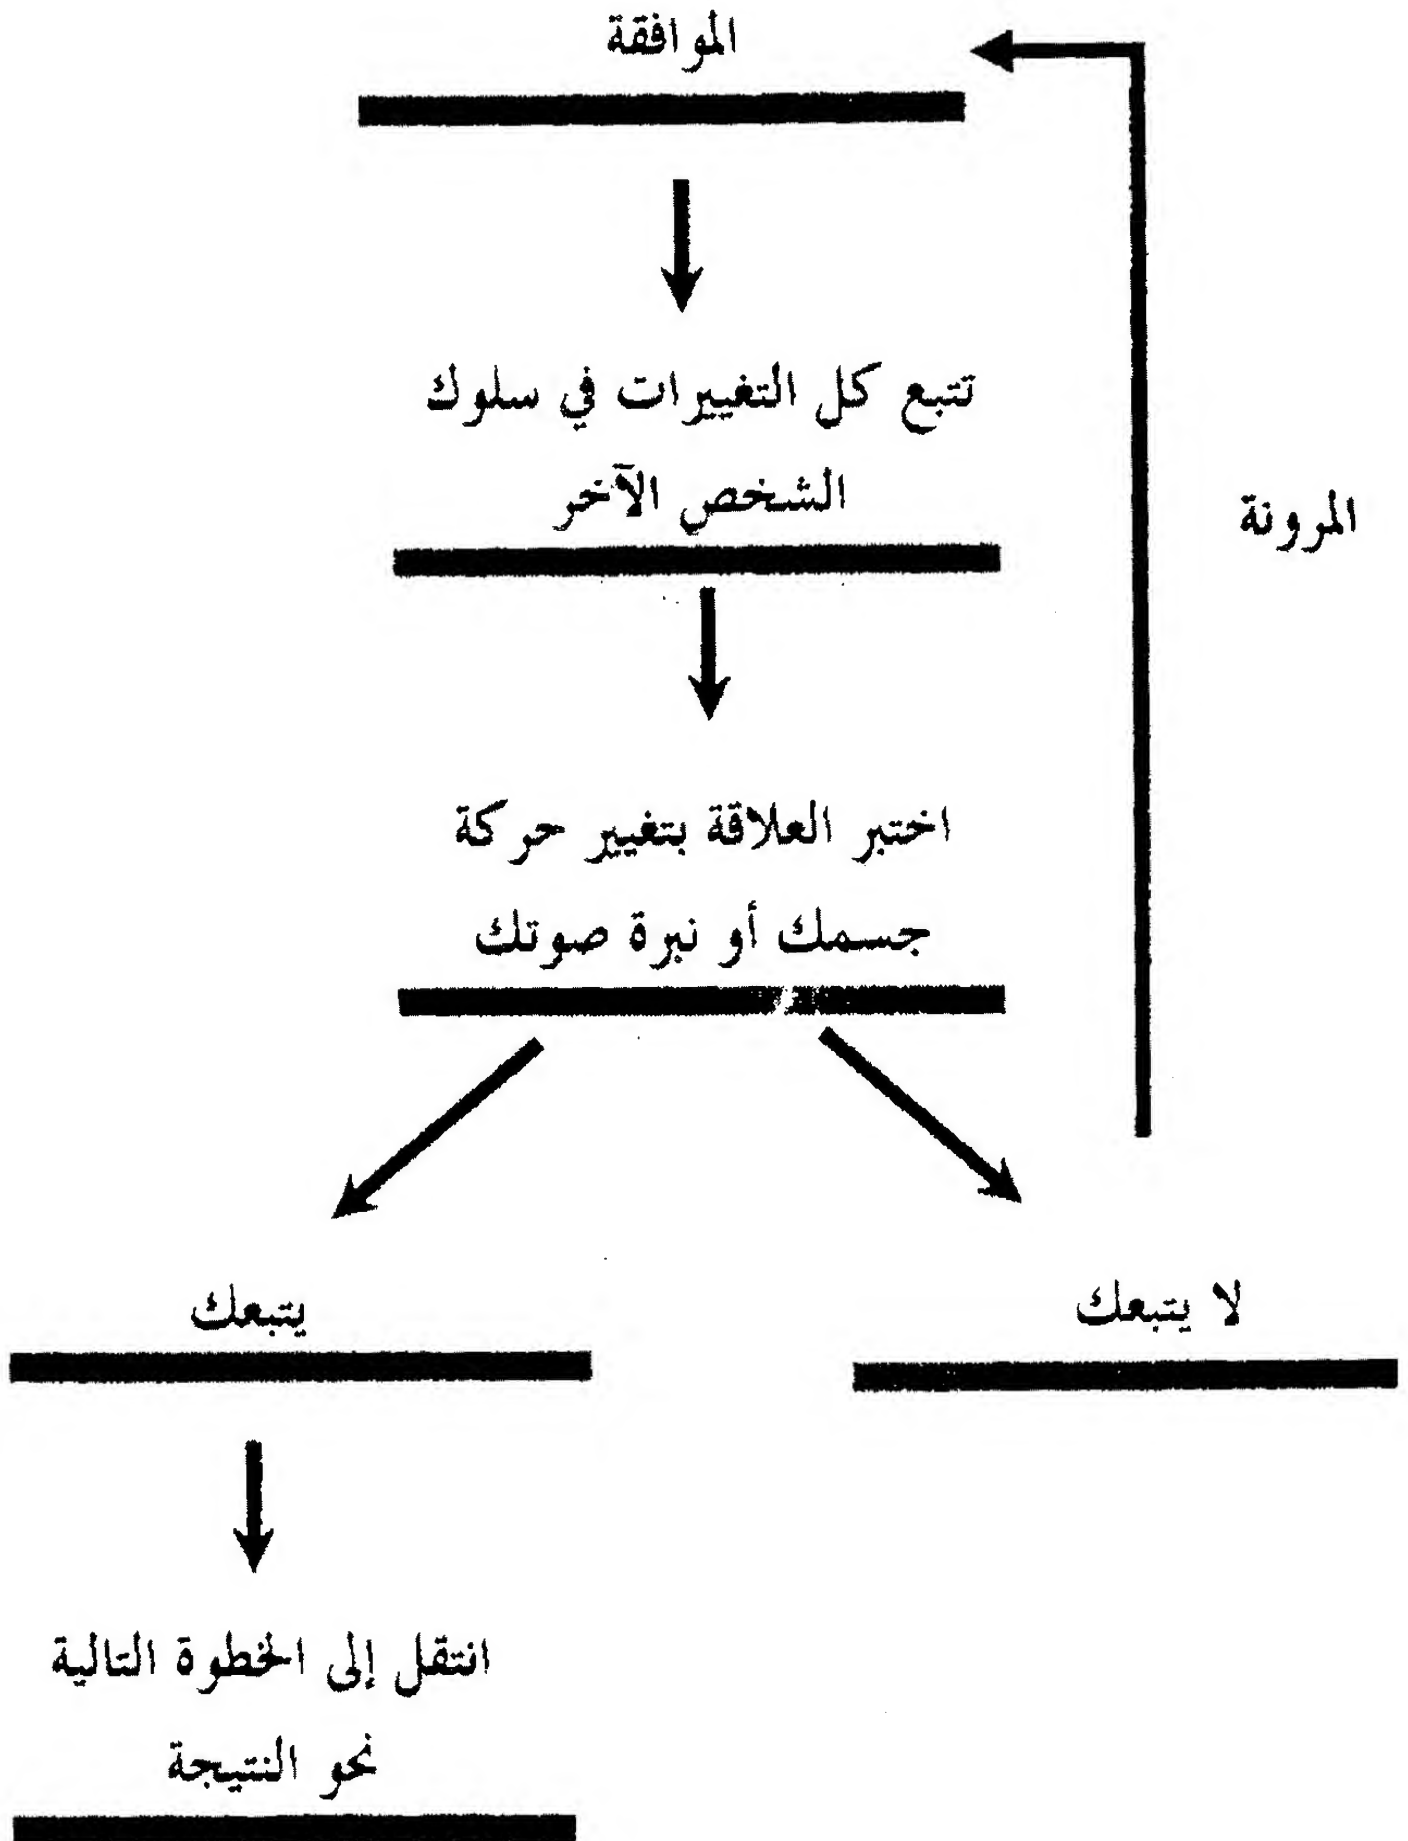 الموافقة
تتبع كل التغييرات في سلوك
الشخص الآخر
المرونة
اختبر العلاقة بتغيير حركة
جسمك أو نبرة صوتك
لا يتبعك
يتبعك
انتقل إلى الخطوة التالية
نحو النتيجة